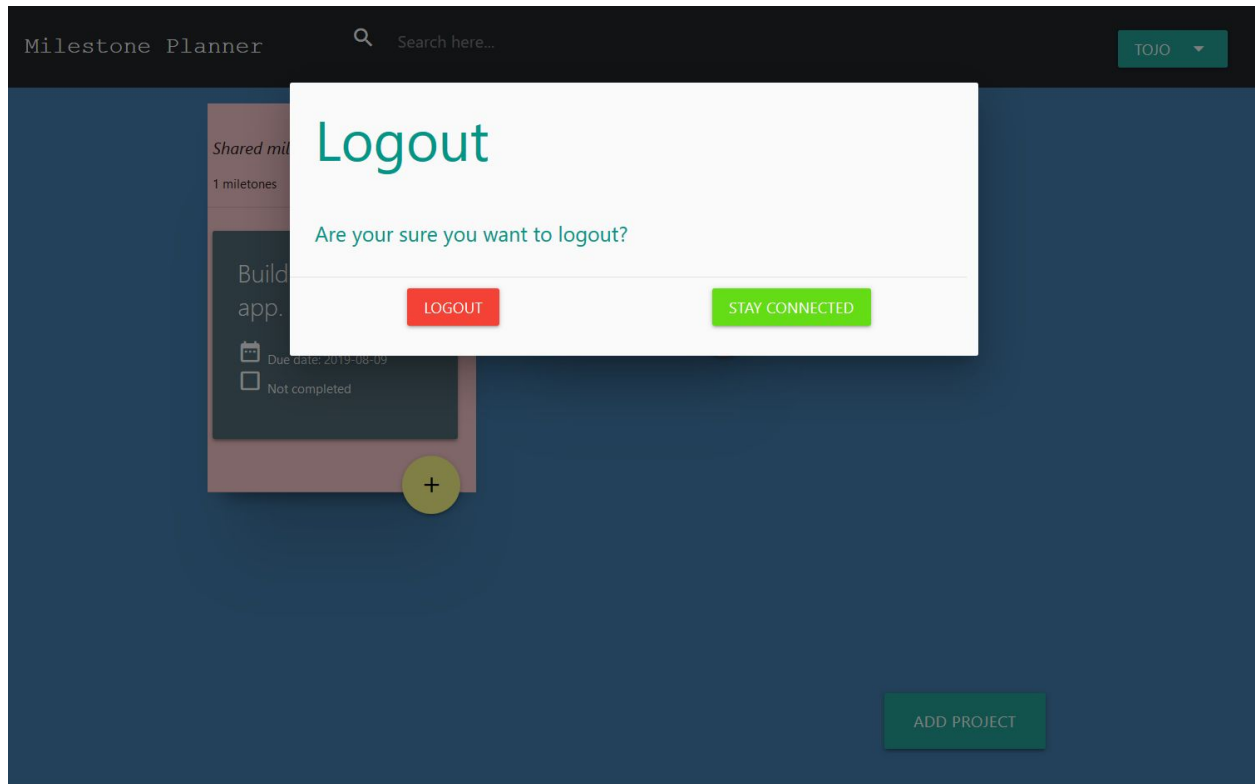 Milestone Planner
Search here...
TOJO
Shared mil
1 miletones
Logout
Are your sure you want to logout?
LOGOUT
STAY CONNECTED
Build
app.
Due date: 2019-08-09
Not completed
+
ADD PROJECT